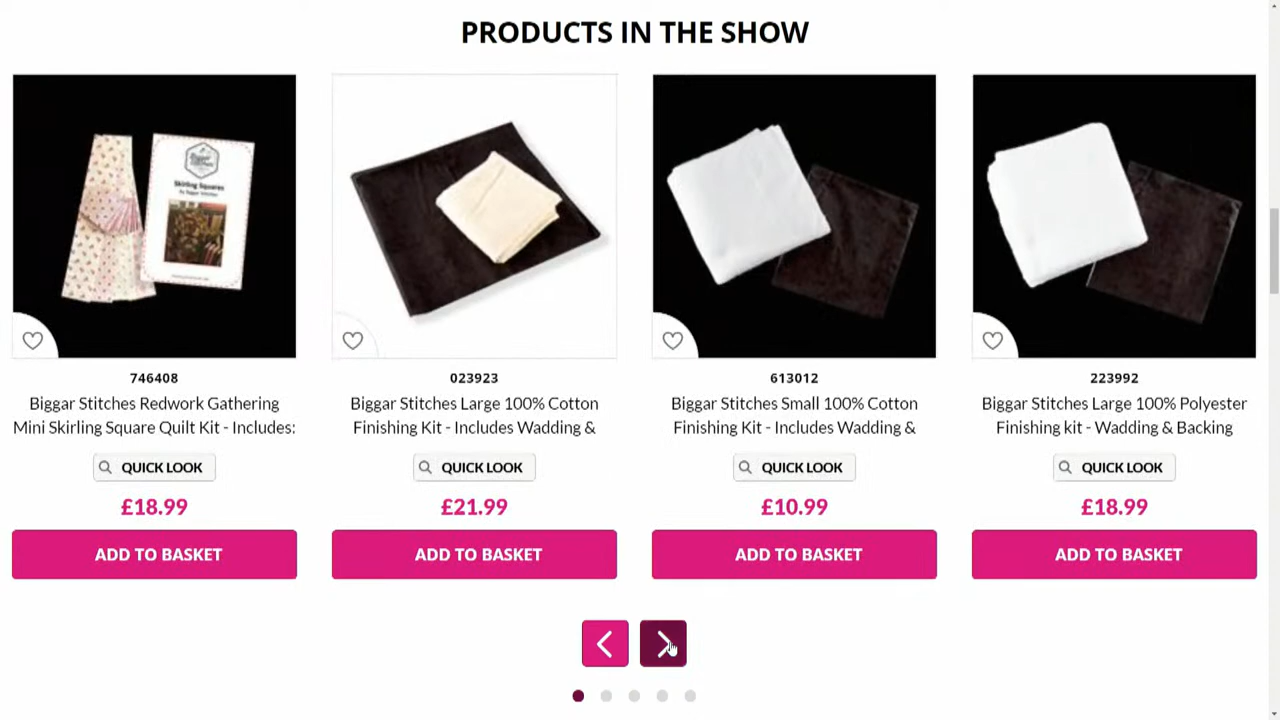 PRODUCTS IN THE SHOW
Skirling Squares
746408
Biggar Stitches Redwork Gathering
Mini Skirling Square Quilt Kit - Includes:
QUICK LOOK
£18.99
ADD TO BASKET
023923
Biggar Stitches Large 100% Cotton
Finishing Kit - Includes Wadding &
QUICK LOOK
£21.99
ADD TO BASKET
613012
Biggar Stitches Small 100% Cotton
Finishing Kit - Includes Wadding &
QUICK LOOK
£10.99
ADD TO BASKET
223992
Biggar Stitches Large 100% Polyester
Finishing kit - Wadding & Backing
QUICK LOOK
£18.99
ADD TO BASKET